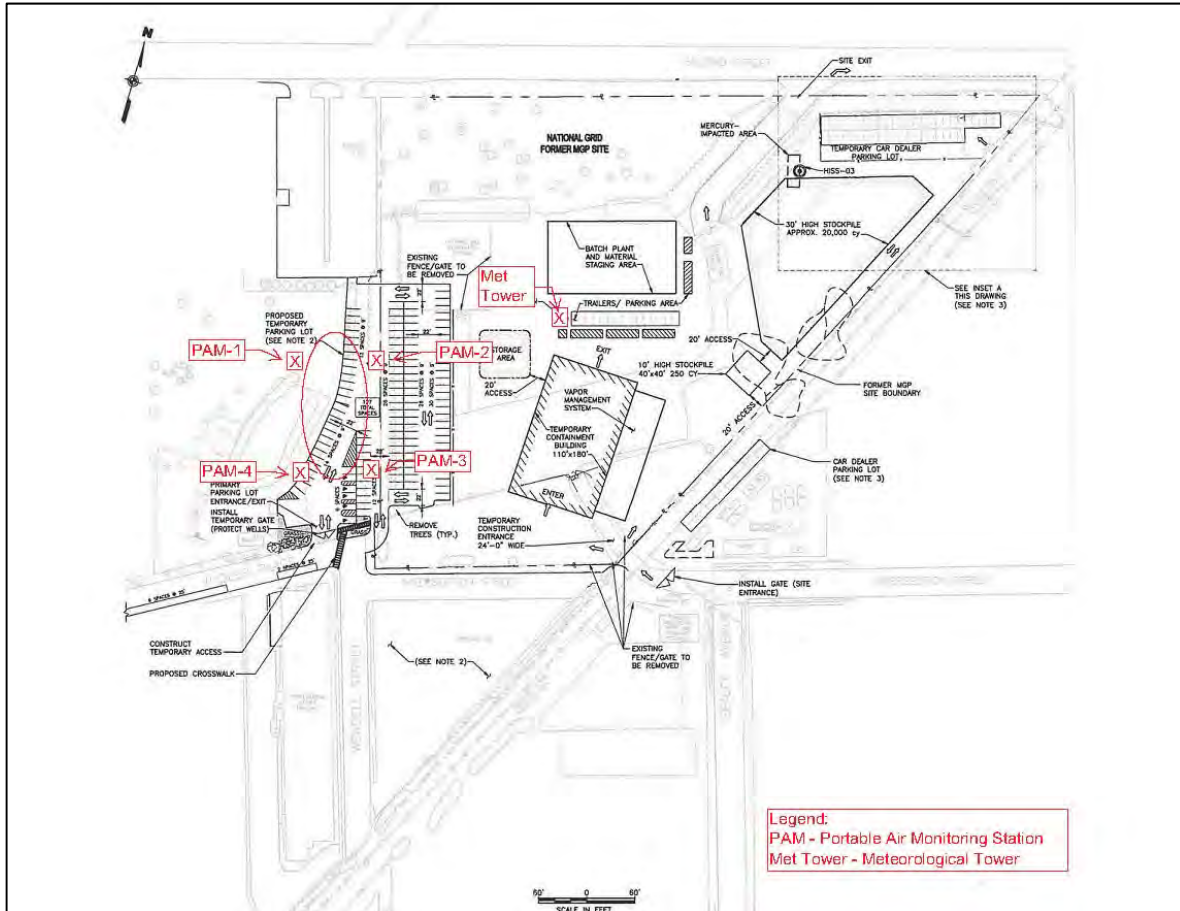 N
SECOND STREET
SITE EXIT
MERCURY-
IMPACTED AREA
NATIONAL GRID
FORMER MGP SITE
TEMPORARY CAR DEALER
PARKING LOT
HISS-03
30' HIGH STOCKPILE
APPROX. 20,000 cy
BATCH PLANT
AND MATERIAL
STAGING AREA
EXISTING
FENCE/GATE TO
BE REMOVED
Met
Tower
X
TRAILERS/ PARKING AREA
SEE INSET A
THIS DRAWING
(SEE NOTE 3)
PROPOSED
TEMPORARY
PARKING LOT
(SEE NOTE 2)
PAM-1
X
X
PAM-2
STORAGE
AREA
20'
ACCESS
EXIT
20' ACCESS
10' HIGH STOCKPILE
40'x40' 250 CY
VAPOR
MANAGEMENT
SYSTEM
FORMER MGP
SITE BOUNDARY
127
TOTAL
SPACES
22'
TEMPORARY
CONTAINMENT
BUILDING
110'x180'
20' ACCESS
PAM-4
X
X
PAM-3
CAR DEALER
PARKING LOT
(SEE NOTE 3)
PRIMARY
PARKING LOT
ENTRANCE/EXIT
INSTALL
TEMPORARY GATE
(PROTECT WELLS)
ENTER
REMOVE
TREES (TYP.)
TEMPORARY
CONSTRUCTION
ENTRANCE
24'-0" WIDE
INSTALL GATE (SITE
ENTRANCE)
CONSTRUCT
TEMPORARY ACCESS
PROPOSED CROSSWALK
(SEE NOTE 2)
EXISTING
FENCE/GATE TO
BE REMOVED
WENDELL STREET
Legend:
PAM - Portable Air Monitoring Station
Met Tower - Meteorological Tower
60' 0 60'
SCALE IN FEET